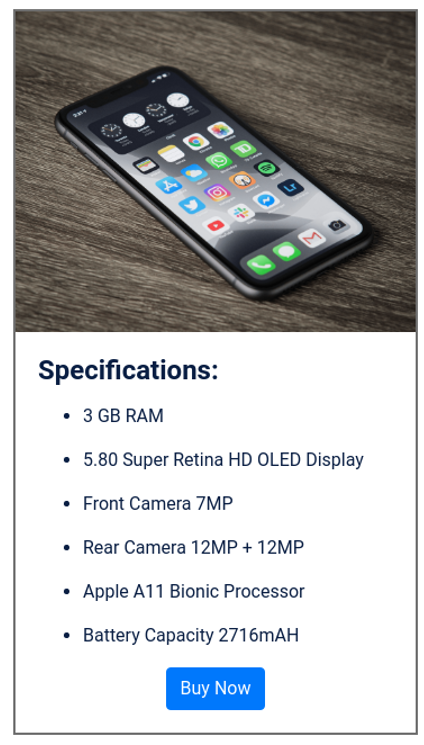 Specifications:
3 GB RAM
5.80 Super Retina HD OLED Display
Front Camera 7MP
Rear Camera 12MP + 12MP
Apple A11 Bionic Processor
Battery Capacity 2716mAH
Buy Now